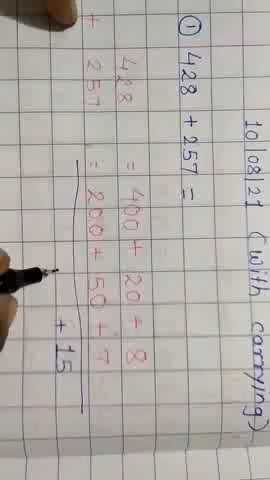 10/08/21 (with carrying)
① 428 + 257 =
428 = 400 + 20 + 8
+ 257 = 200 + 50 + 7
+ 15